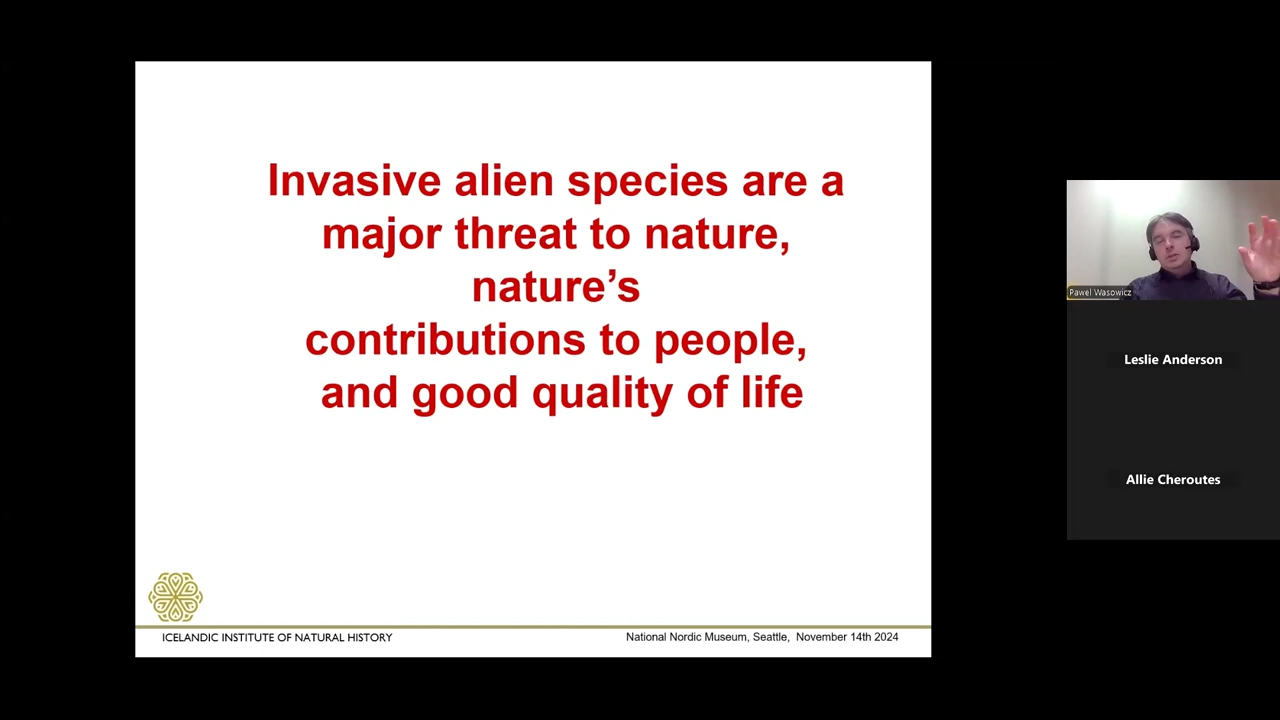 Invasive alien species are a
major threat to nature,
nature’s
contributions to people,
and good quality of life
ICELANDIC INSTITUTE OF NATURAL HISTORY
National Nordic Museum, Seattle, November 14th 2024
Pawel Wasowicz
Leslie Anderson
Allie Cheroutes